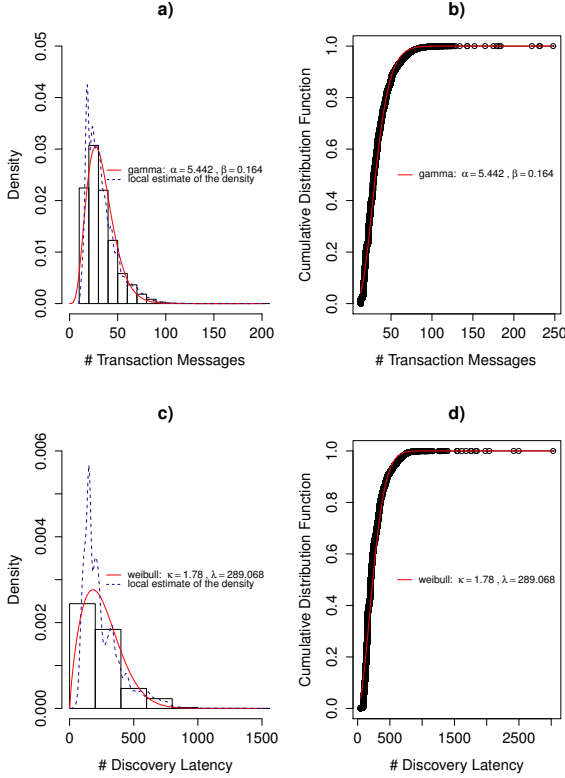 a)
Density
0.00 0.01 0.02 0.03 0.04 0.05
gamma: α = 5.442 , β = 0.164
local estimate of the density
0 50 100 150 200
# Transaction Messages
b)
Cumulative Distribution Function
0.0 0.2 0.4 0.6 0.8 1.0
gamma: α = 5.442 , β = 0.164
50 100 150 200 250
# Transaction Messages
c)
Density
0.000 0.002 0.004 0.006
weibull: κ = 1.78 , λ = 289.068
local estimate of the density
0 500 1000 1500
# Discovery Latency
d)
Cumulative Distribution Function
0.0 0.2 0.4 0.6 0.8 1.0
weibull: κ = 1.78 , λ = 289.068
0 500 1500 2500
# Discovery Latency